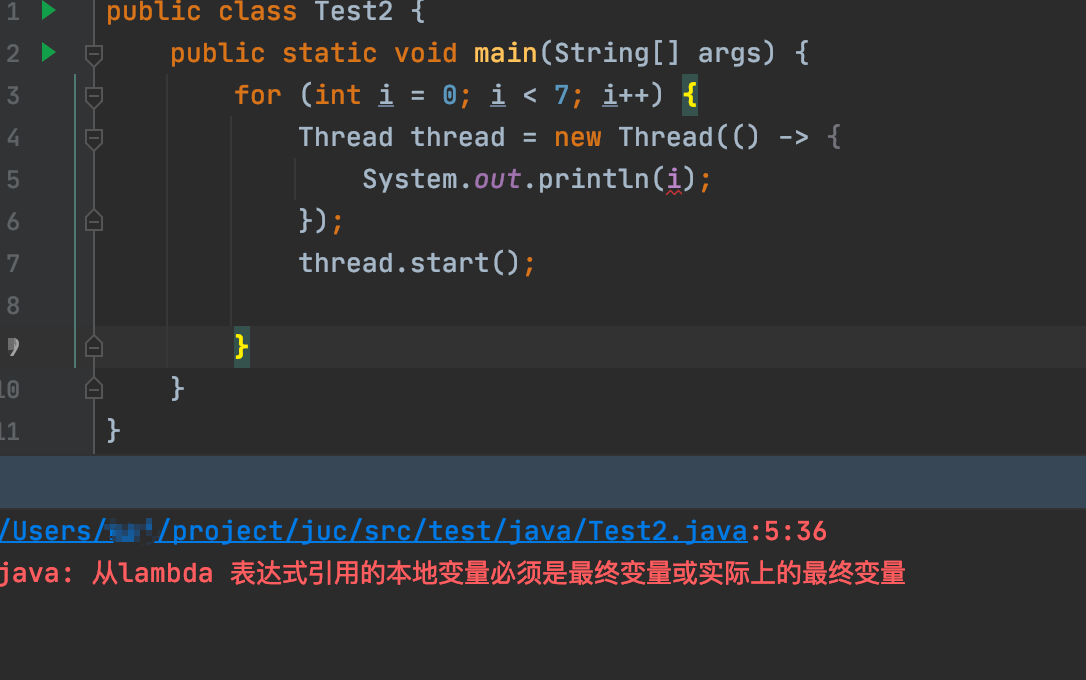 1 public class Test2 {
2 public static void main(String[] args) {
3 for (int i = 0; i < 7; i++) {
4 Thread thread = new Thread(() -> {
5 System.out.println(i);
6 });
7 thread.start();
8
9 }
10 }
11 }
/Users/ /project/juc/src/test/java/Test2.java:5:36
java: 从lambda 表达式引用的本地变量必须是最终变量或实际上的最终变量